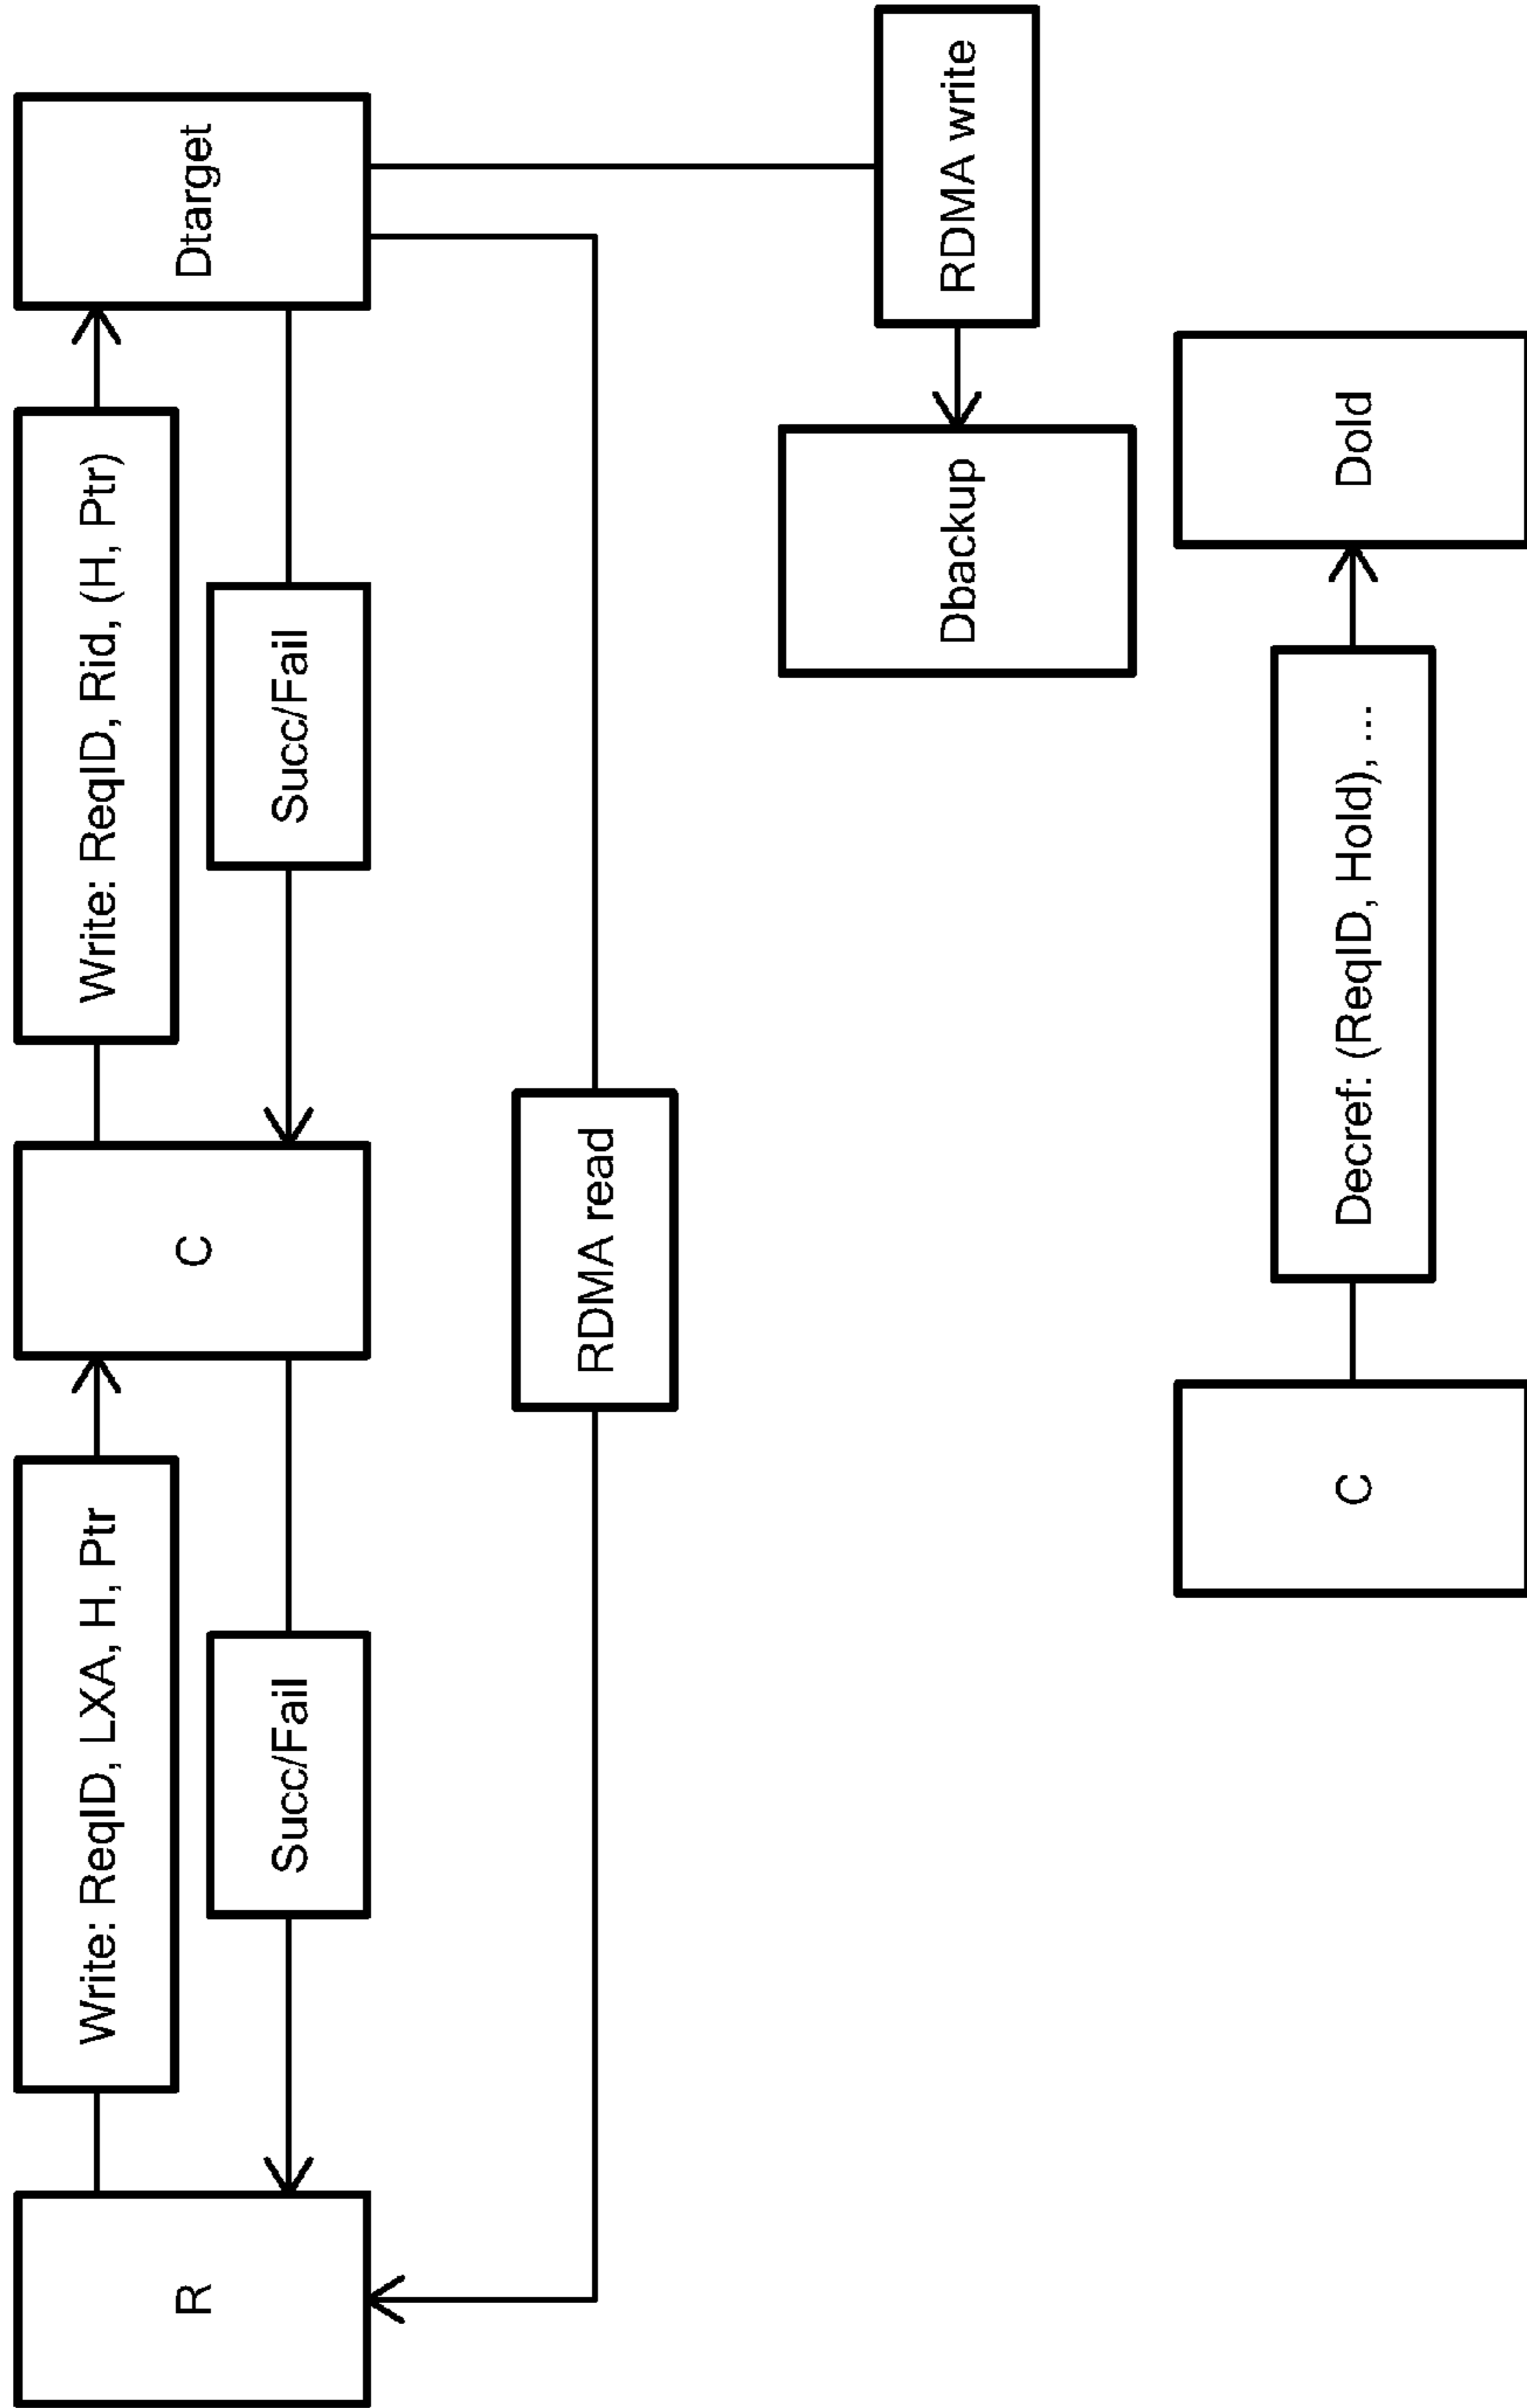 R
Write: ReqID, LXA, H, Ptr
C
Write: ReqID, Rid, (H, Ptr)
Dtarget
Succ/Fail
Succ/Fail
RDMA read
Dbackup
RDMA write
C
Decref: (ReqID, Hold), ...
Dold